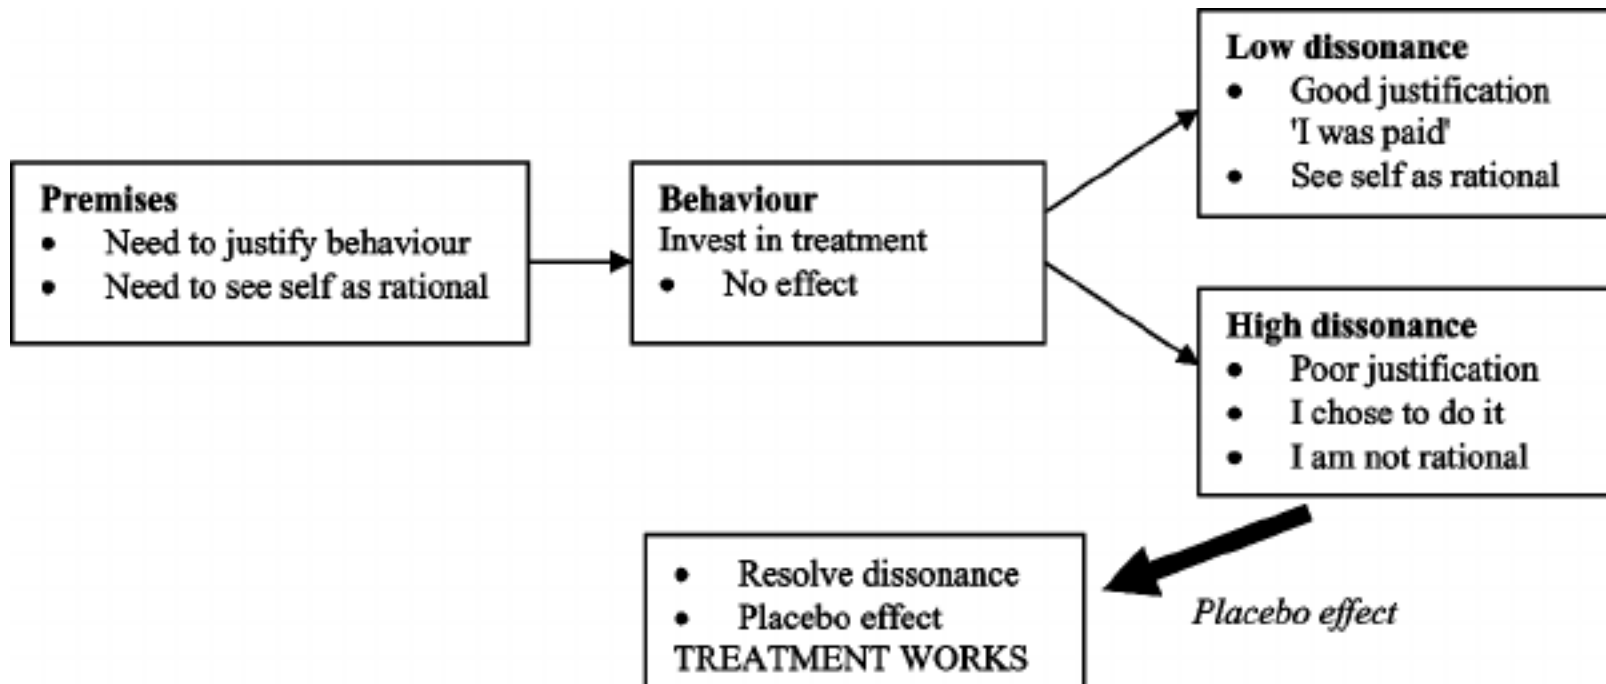 Premises
• Need to justify behaviour
• Need to see self as rational
Behaviour
Invest in treatment
• No effect
Low dissonance
• Good justification
'I was paid'
• See self as rational
High dissonance
• Poor justification
• I chose to do it
• I am not rational
Placebo effect
• Resolve dissonance
• Placebo effect
TREATMENT WORKS